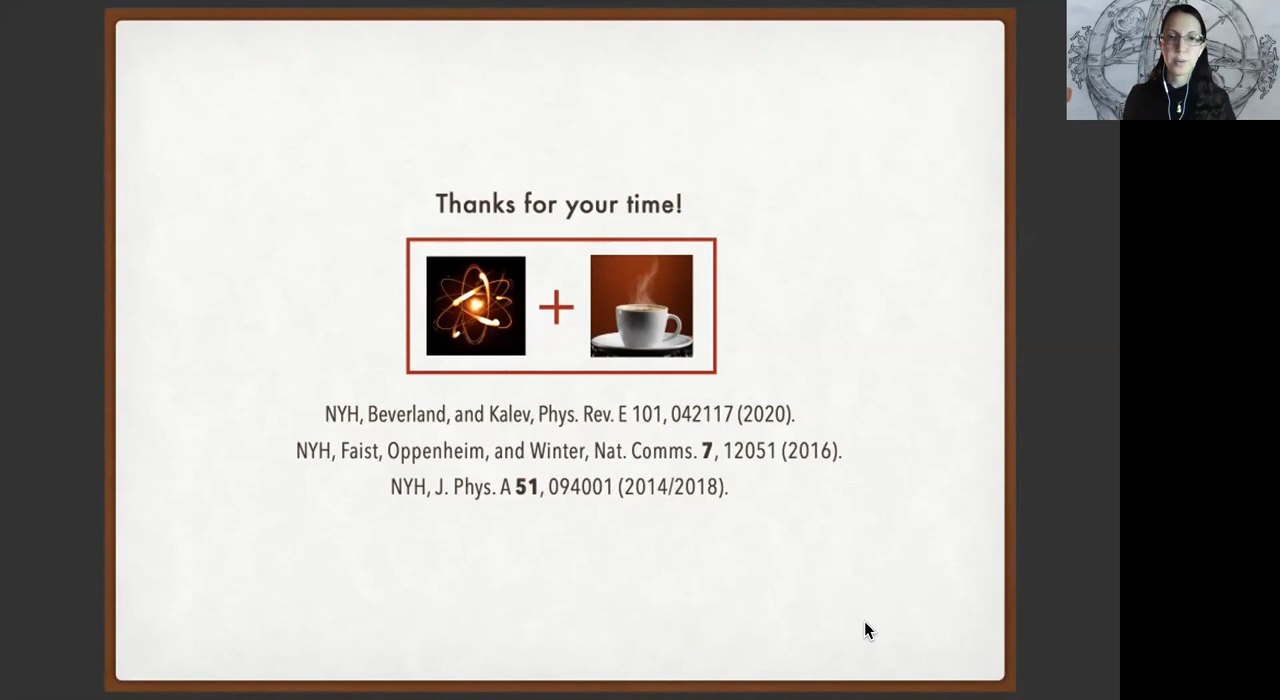 Thanks for your time!
+
NYH, Beverland, and Kalev, Phys. Rev. E 101, 042117 (2020).
NYH, Faist, Oppenheim, and Winter, Nat. Comms. 7, 12051 (2016).
NYH, J. Phys. A 51, 094001 (2014/2018).